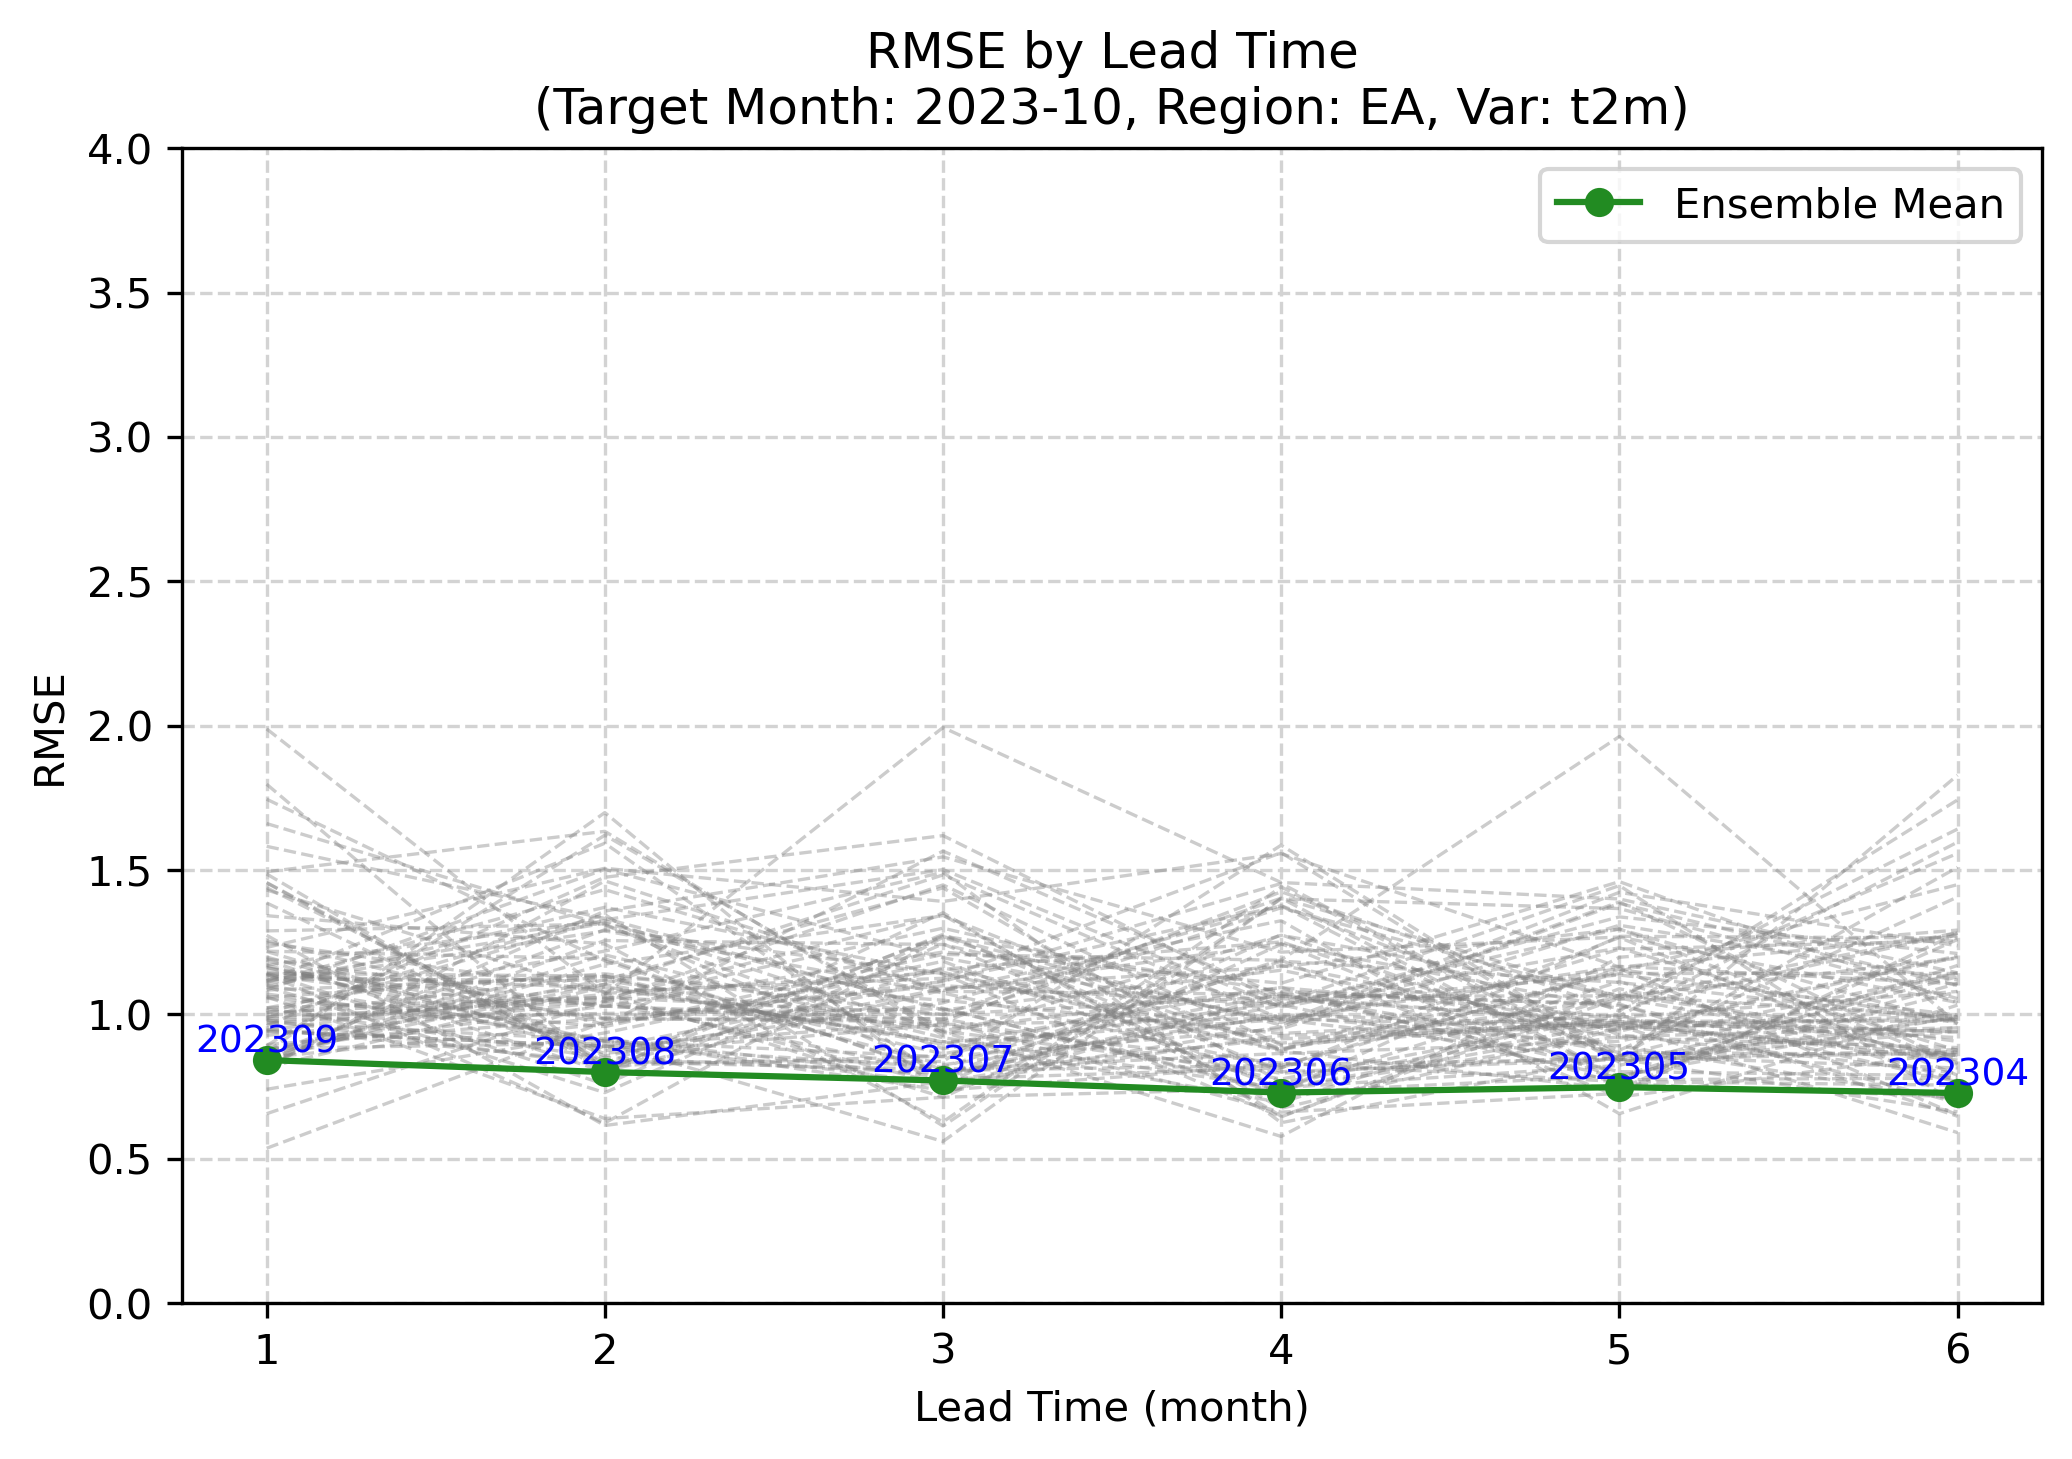 RMSE by Lead Time
(Target Month: 2023-10, Region: EA, Var: t2m)
4.0
3.5
3.0
2.5
2.0
1.5
1.0
0.5
0.0
RMSE
Ensemble Mean
202309
202308
202307
202306
202305
202304
1 2 3 4 5 6
Lead Time (month)